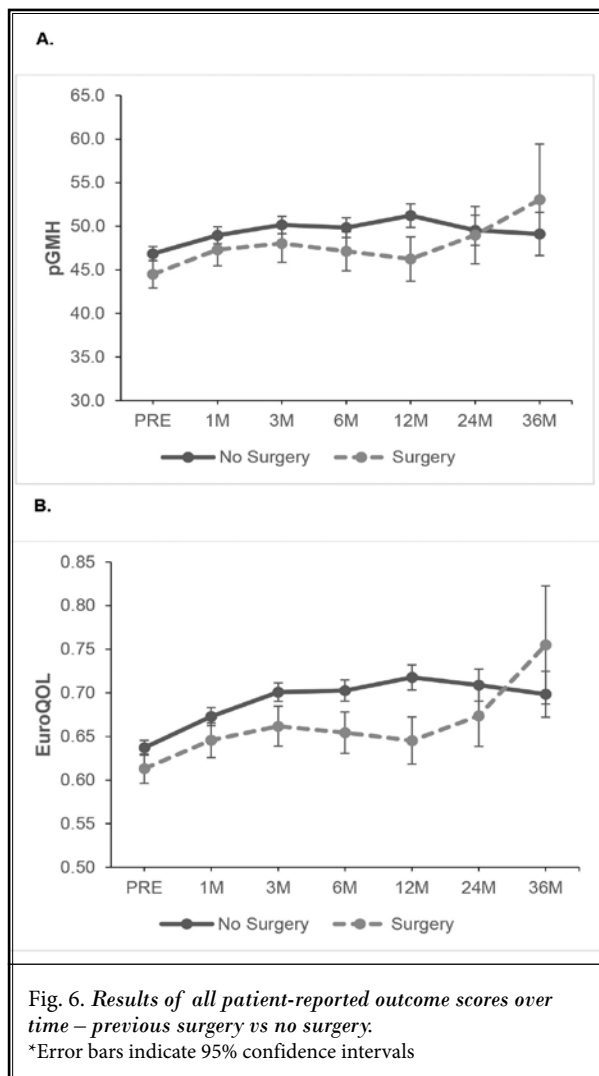 A.
65.0
60.0
55.0
50.0
45.0
40.0
35.0
30.0
pGMH
PRE 1M 3M 6M 12M 24M 36M
No Surgery Surgery
B.
0.85
0.80
0.75
0.70
0.65
0.60
0.55
0.50
EuroQOL
PRE 1M 3M 6M 12M 24M 36M
No Surgery Surgery
Fig. 6. Results of all patient-reported outcome scores over
time – previous surgery vs no surgery.
*Error bars indicate 95% confidence intervals